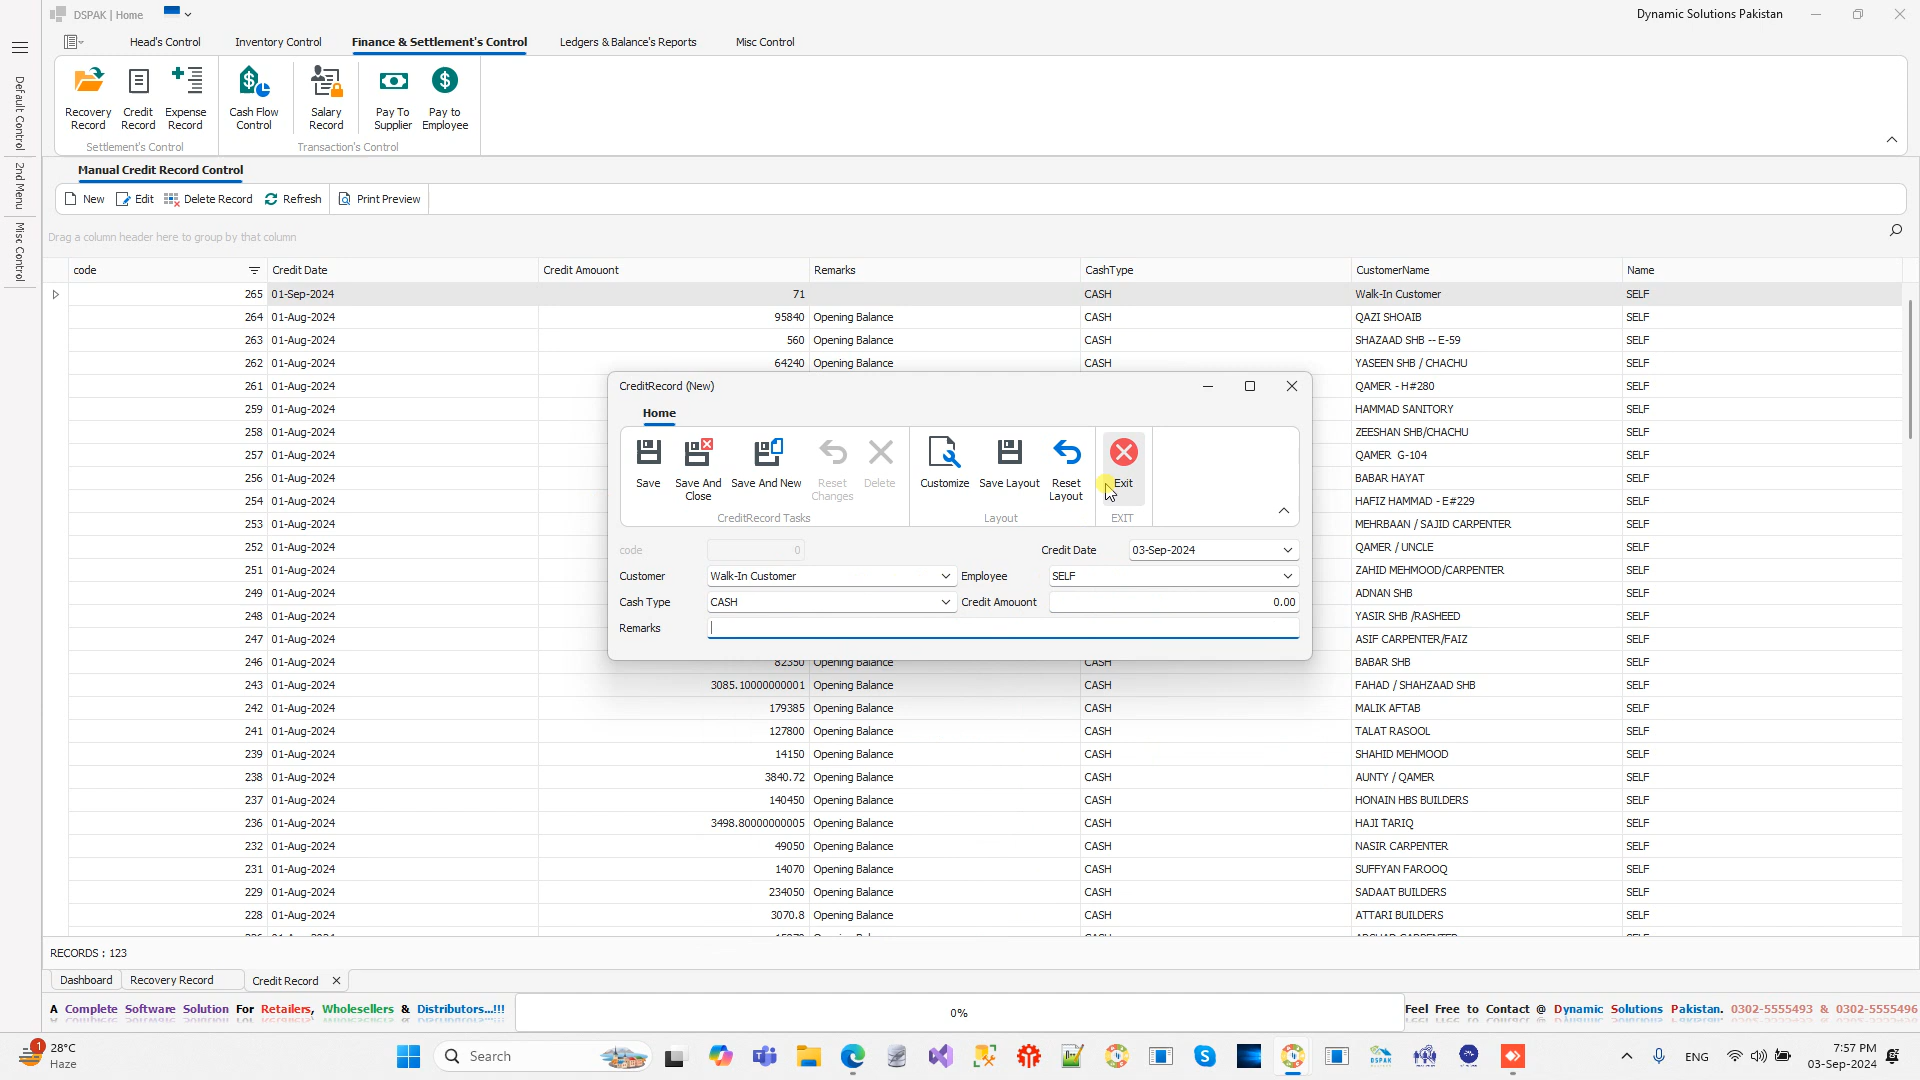 DSPAK | Home
Dynamic Solutions Pakistan
Head's Control Inventory Control Finance & Settlement's Control Ledgers & Balance's Reports Misc Control
Recovery Record
Credit Record
Expense Record
Cash Flow Control
Salary Record
Pay To Supplier
Pay to Employee
Settlement's Control Transaction's Control
Default Control
2nd Menu
Misc Control
Manual Credit Record Control
New Edit Delete Record Refresh Print Preview
Drag a column header here to group by that column
code Credit Date Credit Amouunt Remarks CashType CustomerName Name
265 01-Sep-2024 71 CASH Walk-In Customer SELF
264 01-Aug-2024 95840 Opening Balance CASH QAZI SHOAIB SELF
263 01-Aug-2024 560 Opening Balance CASH SHAZAAD SHB -- E-59 SELF
262 01-Aug-2024 64240 Opening Balance CASH YASEEN SHB / CHACHU SELF
261 01-Aug-2024 QAMER - H#280 SELF
259 01-Aug-2024 HAMMAD SANITORY SELF
258 01-Aug-2024 ZEESHAN SHB/CHACHU SELF
257 01-Aug-2024 QAMER G-104 SELF
256 01-Aug-2024 BABAR HAYAT SELF
254 01-Aug-2024 HAFIZ HAMMAD - E#229 SELF
253 01-Aug-2024 MEHRBAAN / SAJID CARPENTER SELF
252 01-Aug-2024 QAMER / UNCLE SELF
251 01-Aug-2024 ZAHID MEHMOOD/CARPENTER SELF
249 01-Aug-2024 ADNAN SHB SELF
248 01-Aug-2024 YASIR SHB /RASHEED SELF
247 01-Aug-2024 ASIF CARPENTER/FAIZ SELF
246 01-Aug-2024 82350 Opening Balance CASH BABAR SHB SELF
243 01-Aug-2024 3085.10000000001 Opening Balance CASH FAHAD / SHAHZAAD SHB SELF
242 01-Aug-2024 179385 Opening Balance CASH MALIK AFTAB SELF
241 01-Aug-2024 127800 Opening Balance CASH TALAT RASOOL SELF
239 01-Aug-2024 14150 Opening Balance CASH SHAHID MEHMOOD SELF
238 01-Aug-2024 3840.72 Opening Balance CASH AUNTY / QAMER SELF
237 01-Aug-2024 140450 Opening Balance CASH HONAIN HBS BUILDERS SELF
236 01-Aug-2024 3498.80000000005 Opening Balance CASH HAJI TARIQ SELF
232 01-Aug-2024 49050 Opening Balance CASH NASIR CARPENTER SELF
231 01-Aug-2024 14070 Opening Balance CASH SUFFYAN FAROOQ SELF
229 01-Aug-2024 234050 Opening Balance CASH SADAAT BUILDERS SELF
228 01-Aug-2024 3070.8 Opening Balance CASH ATTARI BUILDERS SELF
CreditRecord (New)
Home
Save
Save And Close
Save And New
Reset Changes
Delete
Customize
Save Layout
Reset Layout
Exit
CreditRecord Tasks Layout EXIT
code 0 Credit Date 03-Sep-2024
Customer Walk-In Customer Employee SELF
Cash Type CASH Credit Amouunt 0.00
Remarks
RECORDS : 123
Dashboard Recovery Record Credit Record
A Complete Software Solution For Retailers, Wholesellers & Distributors...!!!
0%
Feel Free to Contact @ Dynamic Solutions Pakistan. 0302-5555493 & 0302-5555496
1
28°C
Haze
Search
DSPAK
ENG
7:57 PM
03-Sep-2024